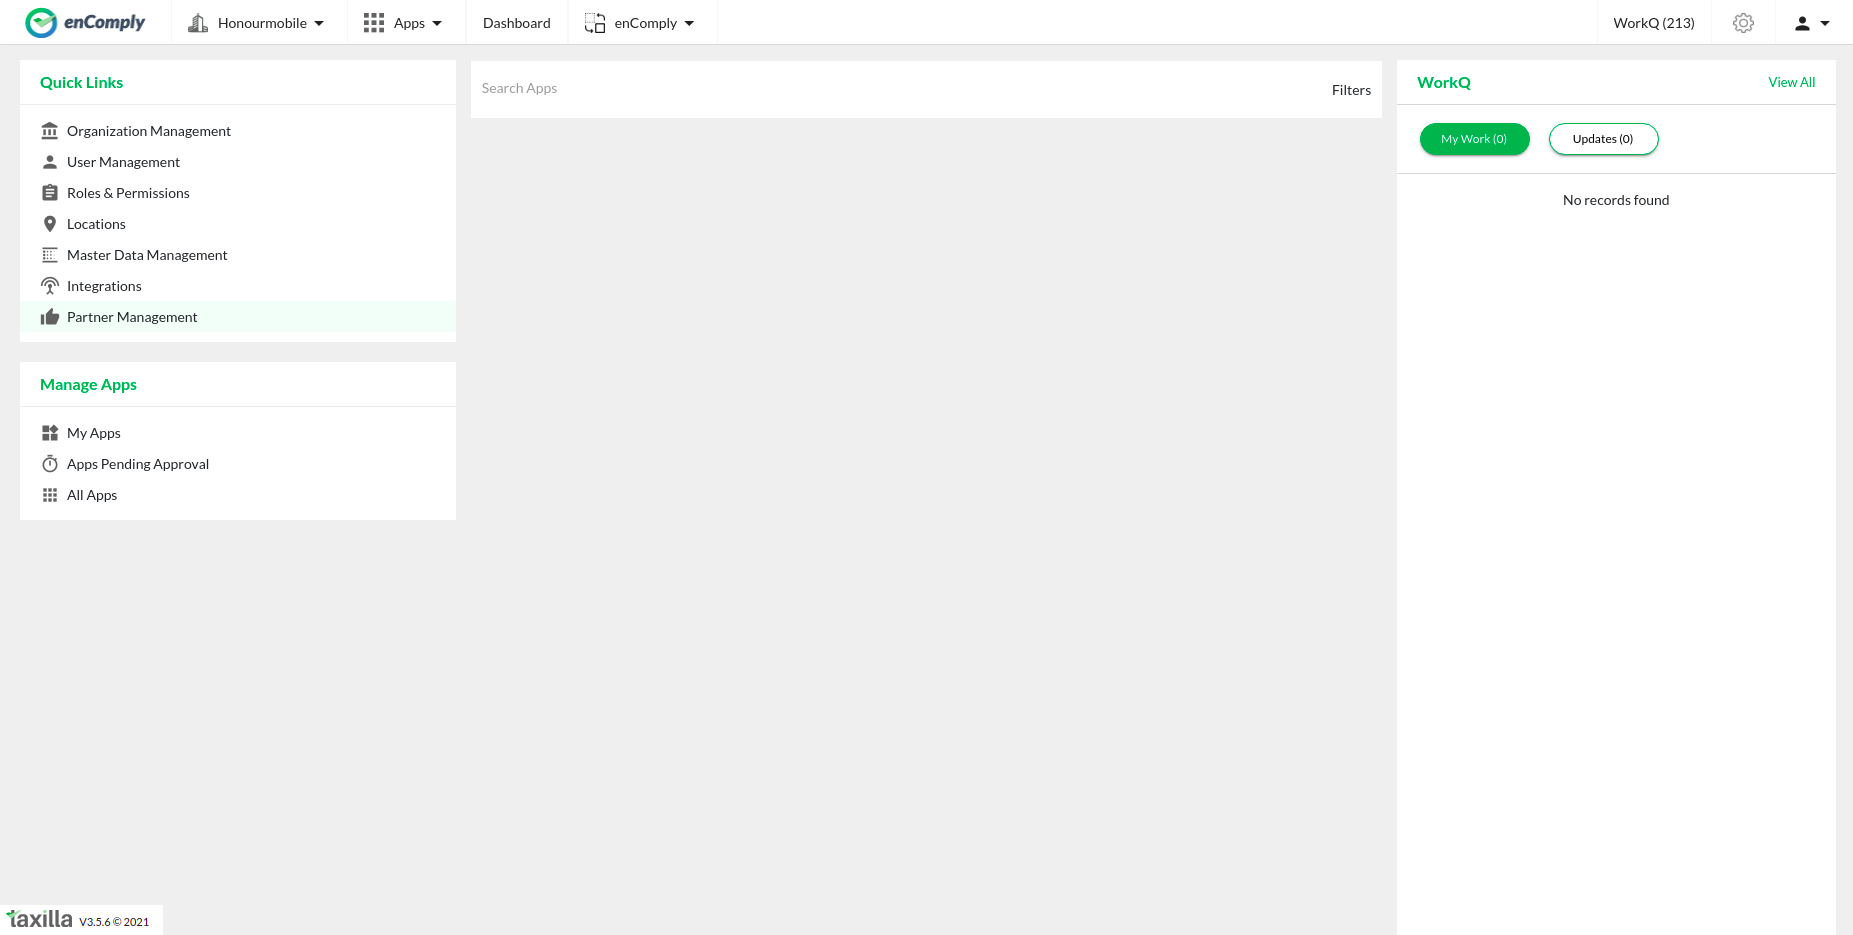 enComply
Honourmobile
Apps
Dashboard
enComply
WorkQ (213)
Quick Links
Organization Management
User Management
Roles & Permissions
Locations
Master Data Management
Integrations
Partner Management
Manage Apps
My Apps
Apps Pending Approval
All Apps
Search Apps
Filters
WorkQ
View All
My Work (0)
Updates (0)
No records found
taxilla V3.5.6 © 2021